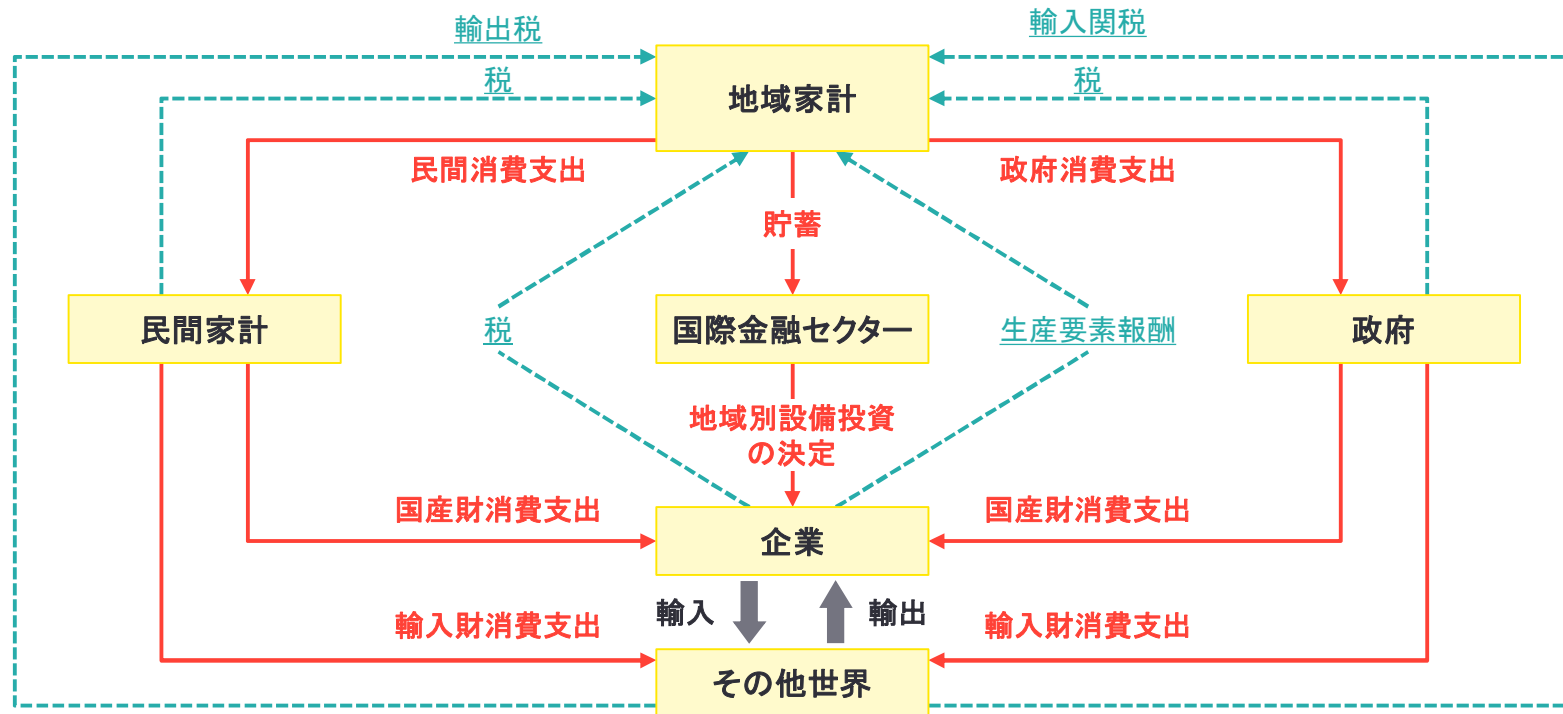 輸出税
輸入関税
税
税
地域家計
民間消費支出
政府消費支出
貯蓄
民間家計
税
国際金融セクター
生産要素報酬
政府
地域別設備投資
の決定
国産財消費支出
国産財消費支出
企業
輸入
輸出
輸入財消費支出
輸入財消費支出
その他世界